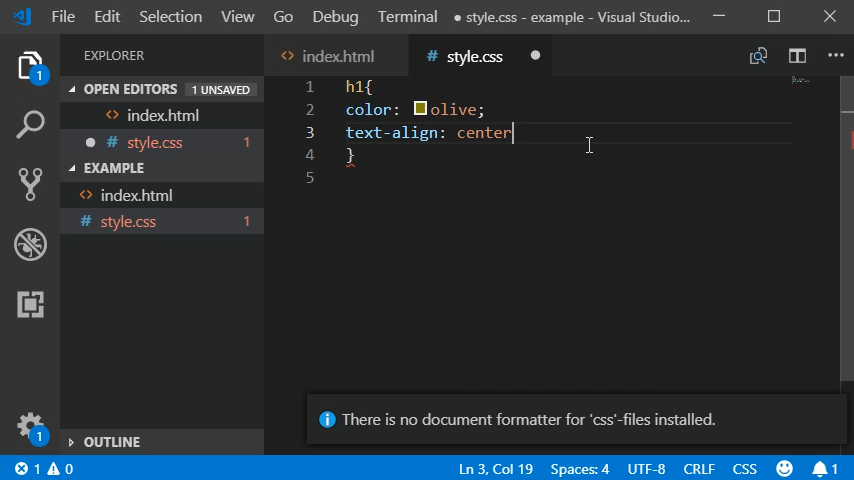 File Edit Selection View Go Debug Terminal ● style.css - example - Visual Studio...
EXPLORER
<> index.html # style.css ●
OPEN EDITORS 1 UNSAVED
<> index.html
● # style.css 1
EXAMPLE
<> index.html
# style.css 1
OUTLINE
1 h1{
2 color: olive;
3 text-align: center
4 }
5
1
1
There is no document formatter for 'css'-files installed.
1 0 Ln 3, Col 19 Spaces: 4 UTF-8 CRLF CSS 1